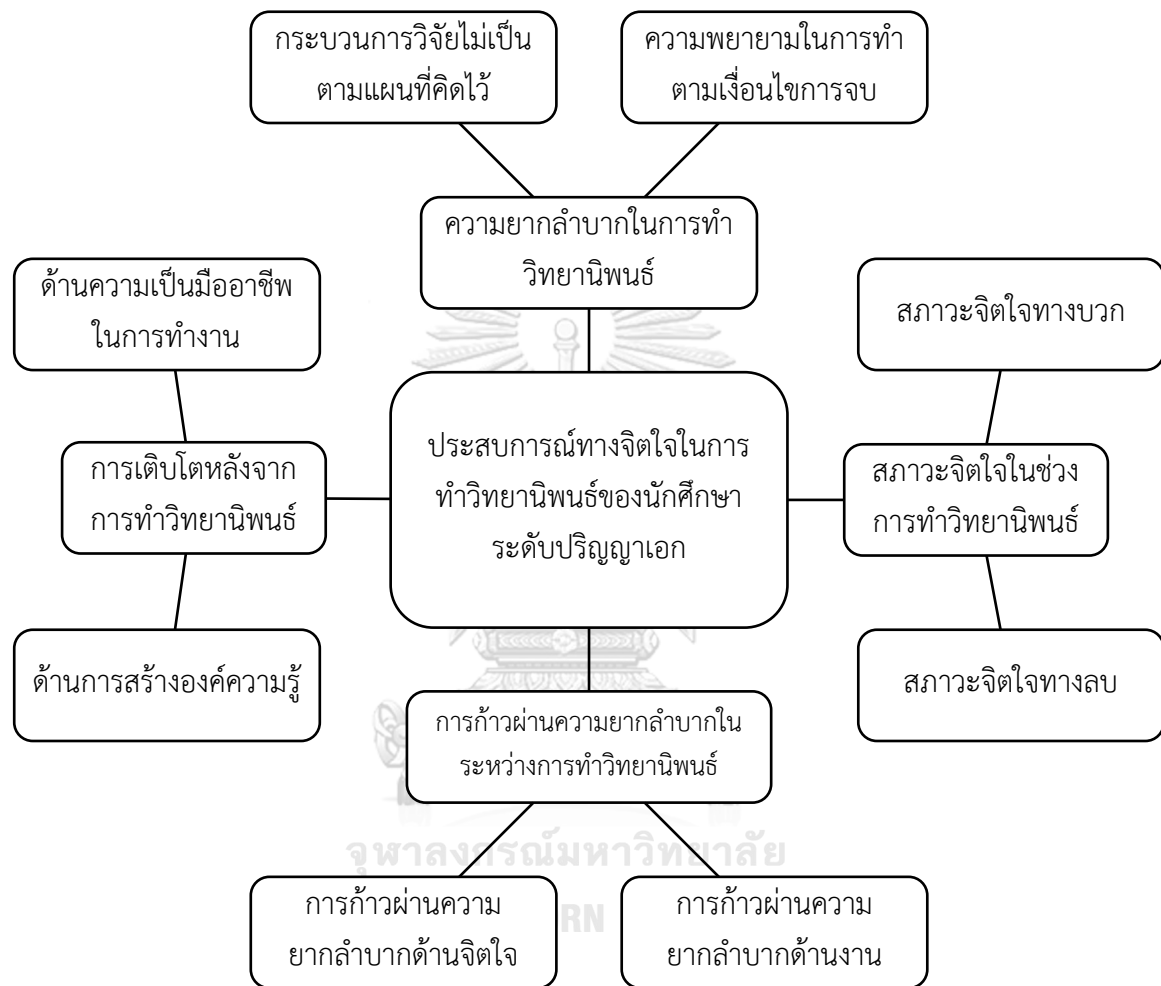 กระบวนการวิจัยไม่เป็น
ตามแผนที่คิดไว้
ความพยายามในการทำ
ตามเงื่อนไขการจบ
ความยากลำบากในการทำ
วิทยานิพนธ์
ด้านความเป็นมืออาชีพ
ในการทำงาน
สภาวะจิตใจทางบวก
การเติบโตหลังจาก
การทำวิทยานิพนธ์
ประสบการณ์ทางจิตใจในการ
ทำวิทยานิพนธ์ของนักศึกษา
ระดับปริญญาเอก
สภาวะจิตใจในช่วง
การทำวิทยานิพนธ์
ด้านการสร้างองค์ความรู้
สภาวะจิตใจทางลบ
การก้าวผ่านความยากลำบากใน
ระหว่างการทำวิทยานิพนธ์
จุฬาลงกรณ์มหาวิทยาลัย
การก้าวผ่านความ
ยากลำบากด้านจิตใจ
RN
การก้าวผ่านความ
ยากลำบากด้านงาน